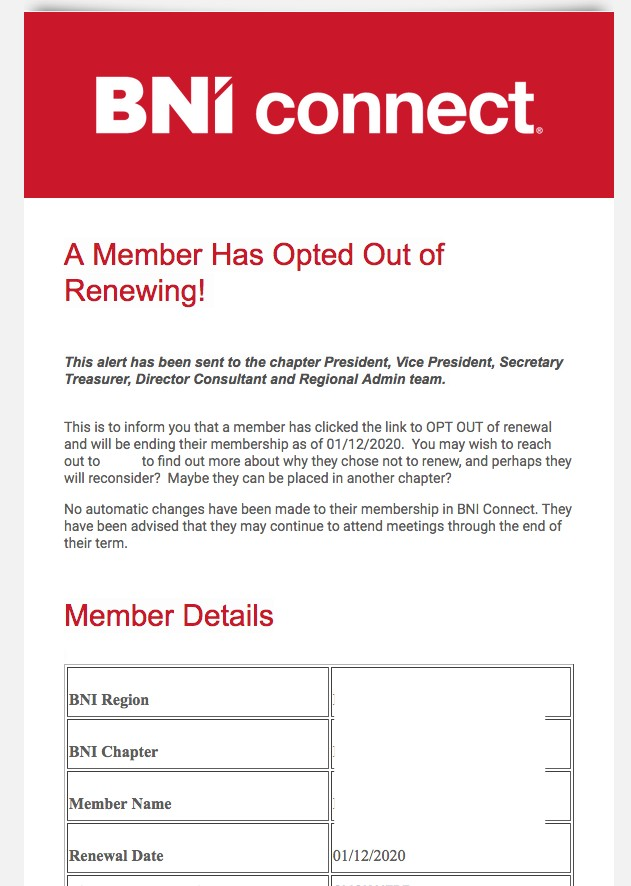 BNI connect®
A Member Has Opted Out of
Renewing!
This alert has been sent to the chapter President, Vice President, Secretary
Treasurer, Director Consultant and Regional Admin team.
This is to inform you that a member has clicked the link to OPT OUT of renewal
and will be ending their membership as of 01/12/2020. You may wish to reach
out to to find out more about why they chose not to renew, and perhaps they
will reconsider? Maybe they can be placed in another chapter?
No automatic changes have been made to their membership in BNI Connect. They
have been advised that they may continue to attend meetings through the end of
their term.
Member Details
BNI Region
BNI Chapter
Member Name
Renewal Date 01/12/2020